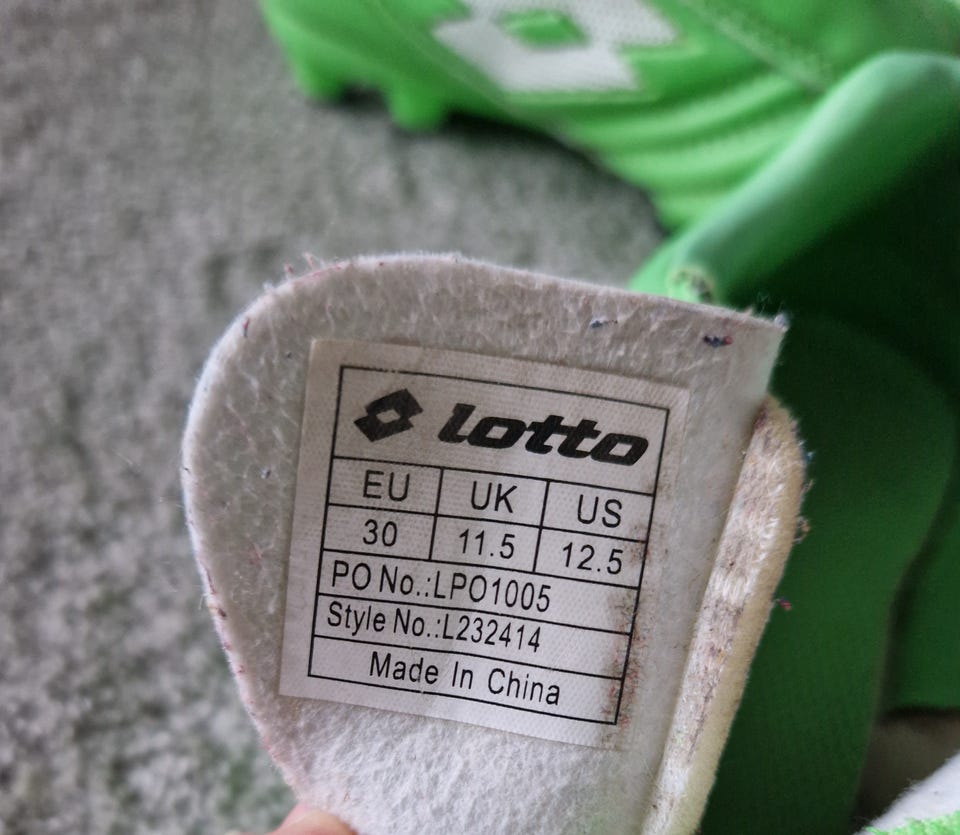 lotto
EU UK US
30 11.5 12.5
PO No.:LPO1005
Style No.:L232414
Made In China